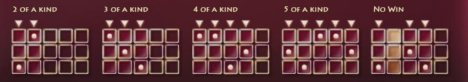 2 OF A KIND
3 OF A KIND
4 OF A KIND
5 OF A KIND
NO WIN